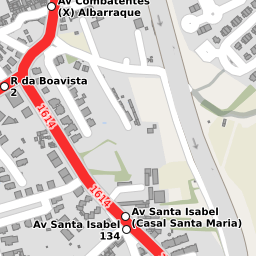 Av Combatentes
(X) Albarraque
R da Boavista
2
1614
1614
Av Santa Isabel
(Casal Santa Maria)
Av Santa Isabel
134